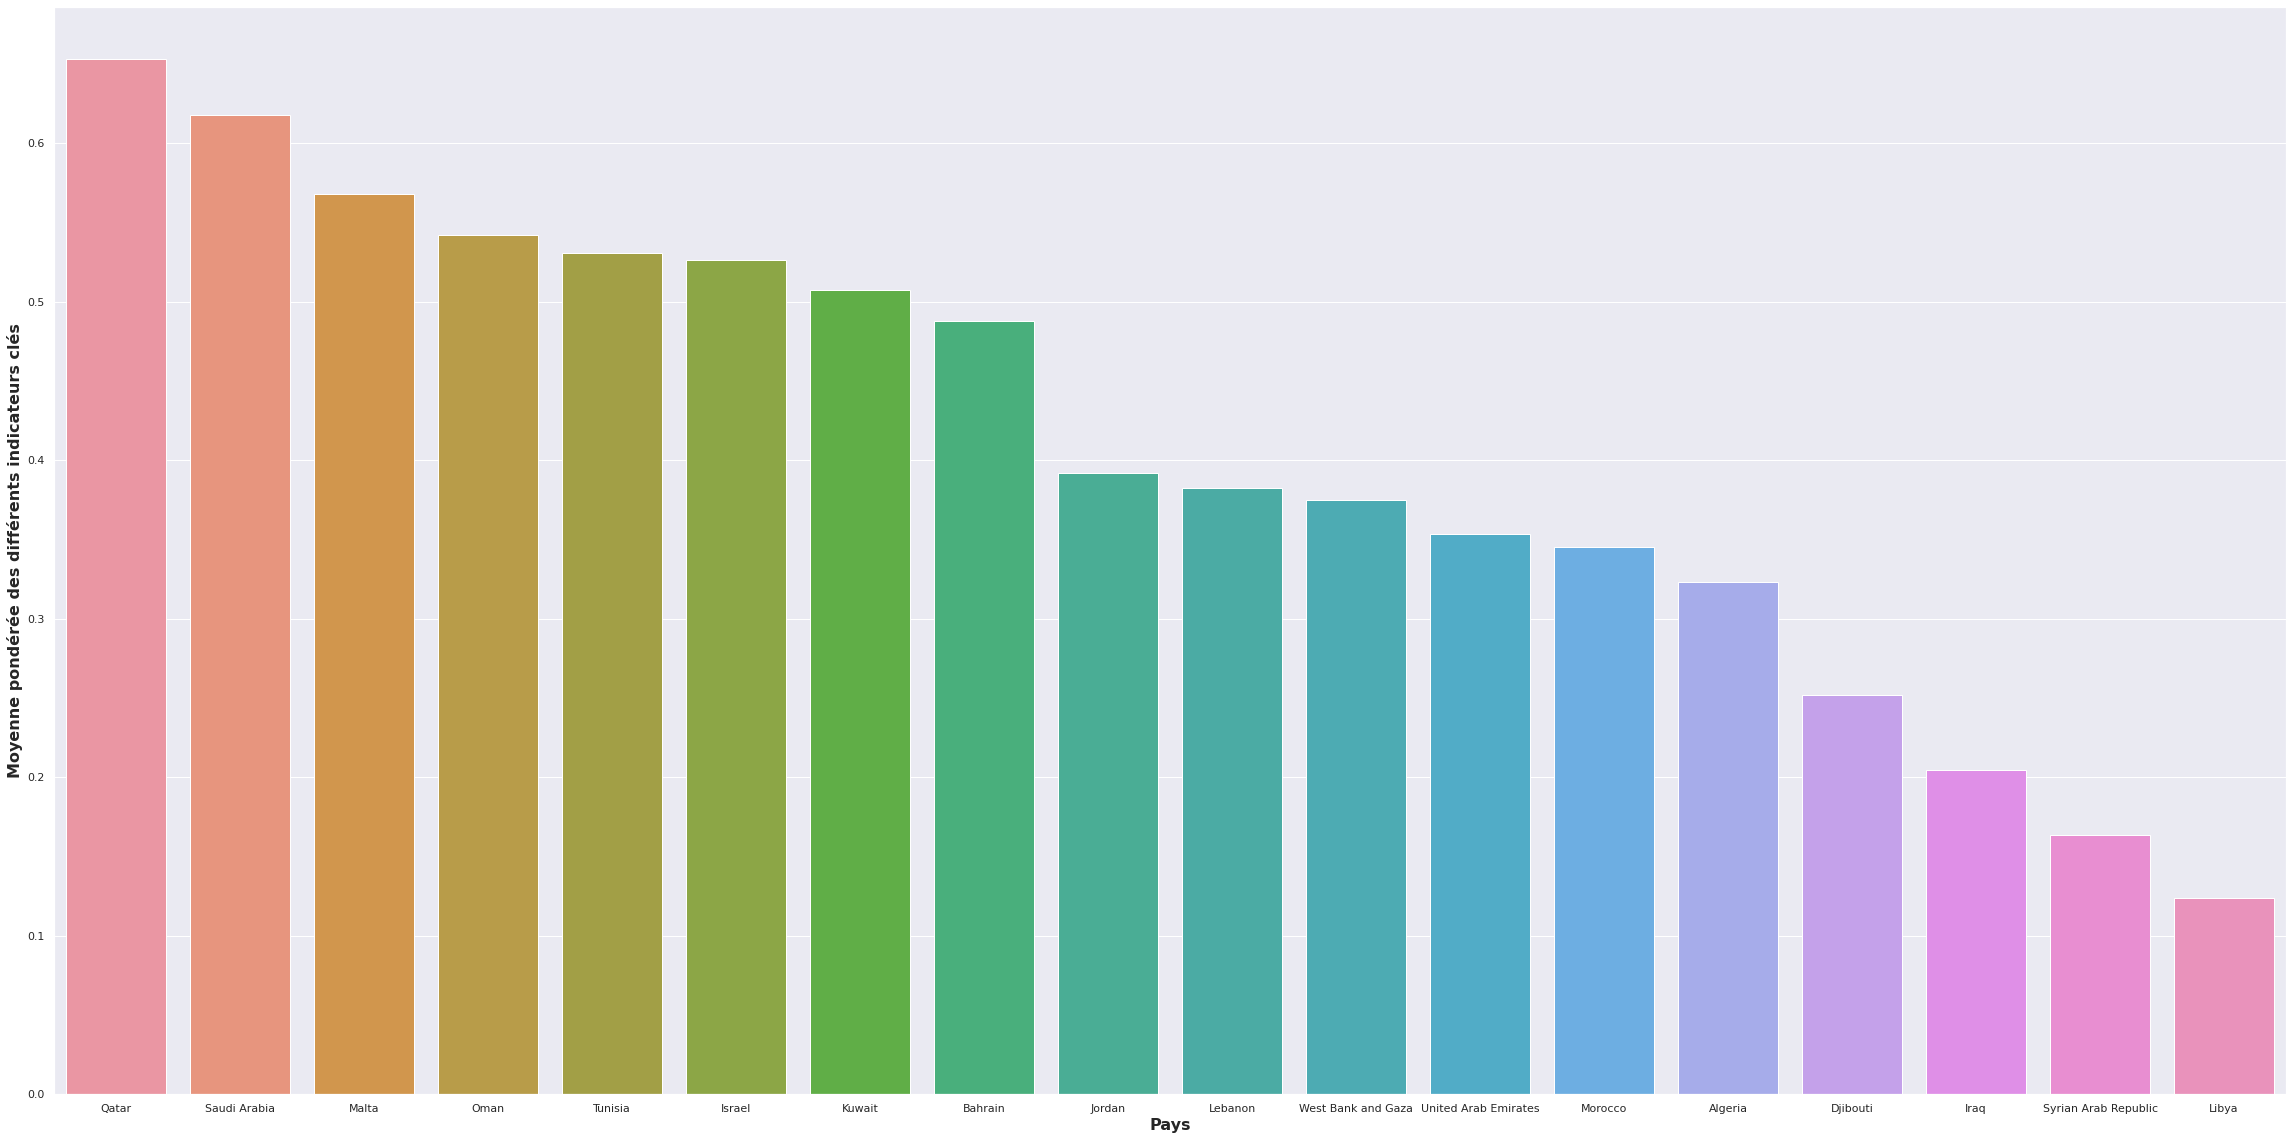 Moyenne pondérée des différents indicateurs clés
0.6
0.5
0.4
0.3
0.2
0.1
0.0
Qatar
Saudi Arabia
Malta
Oman
Tunisia
Israel
Kuwait
Bahrain
Jordan
Lebanon
West Bank and Gaza
United Arab Emirates
Morocco
Algeria
Djibouti
Iraq
Syrian Arab Republic
Libya
Pays